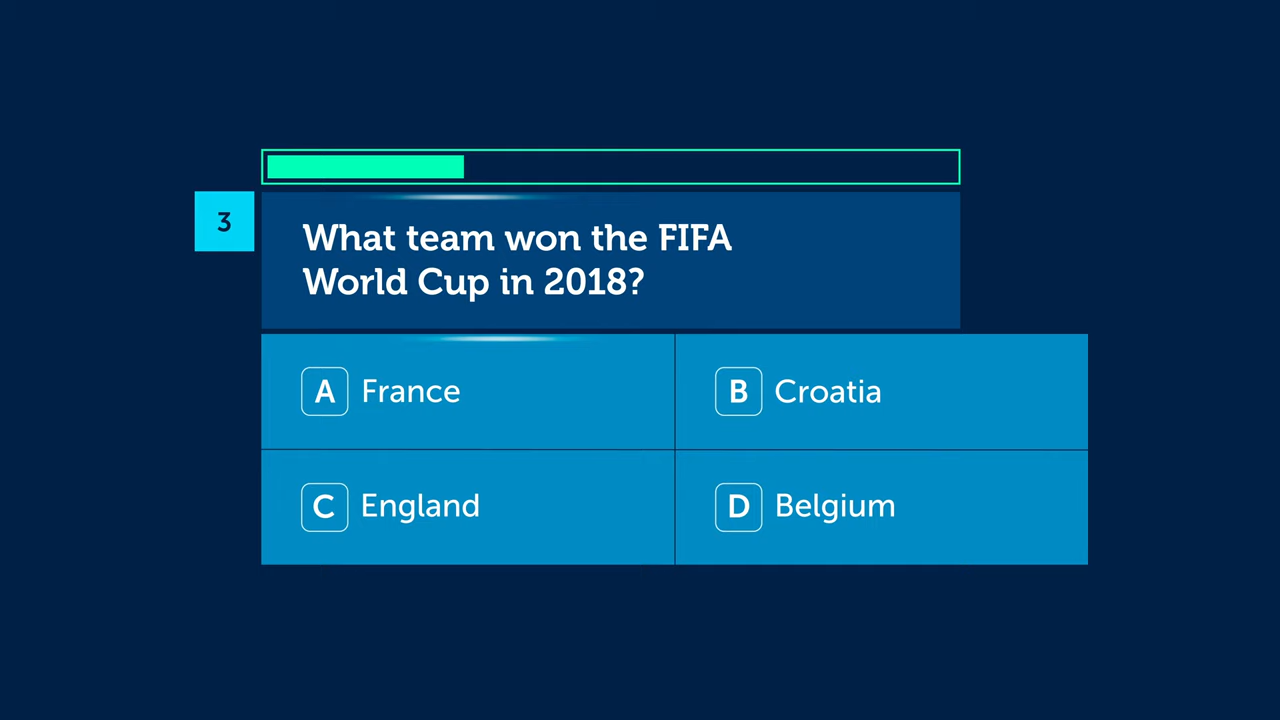 3
What team won the FIFA
World Cup in 2018?
A France
B Croatia
C England
D Belgium